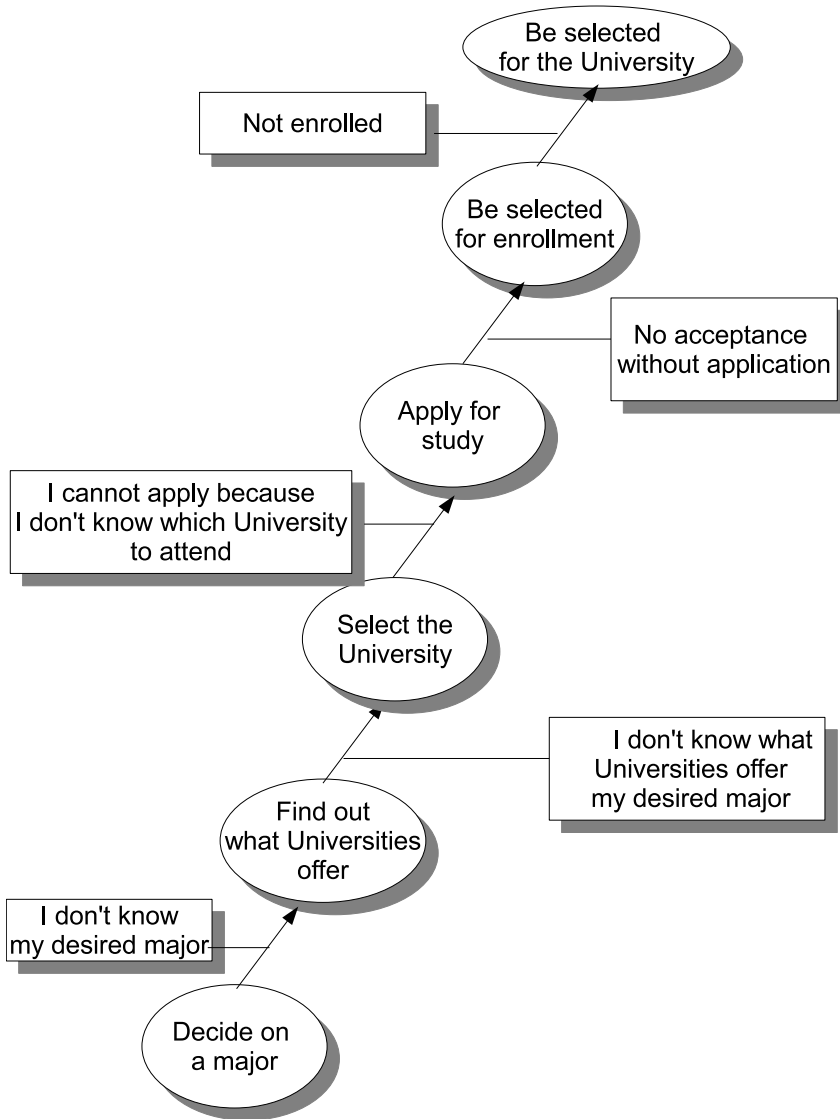 Be selected
for the University
Not enrolled
Be selected
for enrollment
No acceptance
without application
Apply for
study
I cannot apply because
I don't know which University
to attend
Select the
University
I don't know what
Universities offer
my desired major
Find out
what Universities
offer
I don't know
my desired major
Decide on
a major